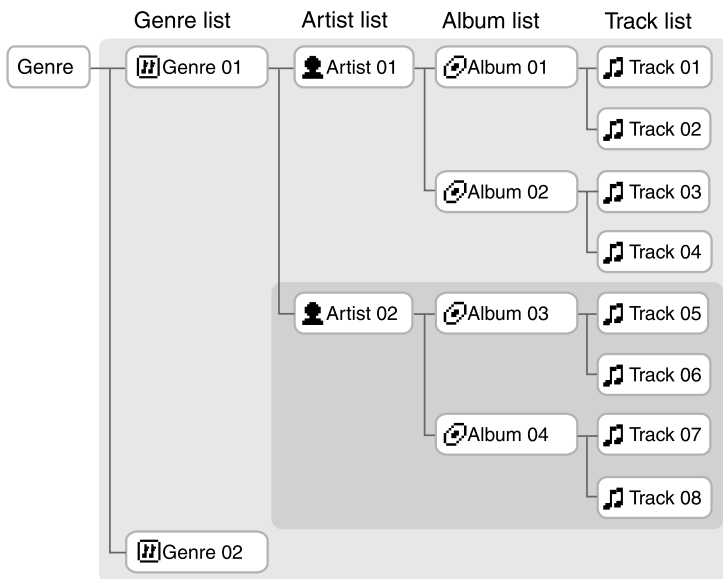 Genre list Artist list Album list Track list
Genre Genre 01 Artist 01 Album 01 Track 01
Track 02
Album 02 Track 03
Track 04
Artist 02 Album 03 Track 05
Track 06
Album 04 Track 07
Track 08
Genre 02